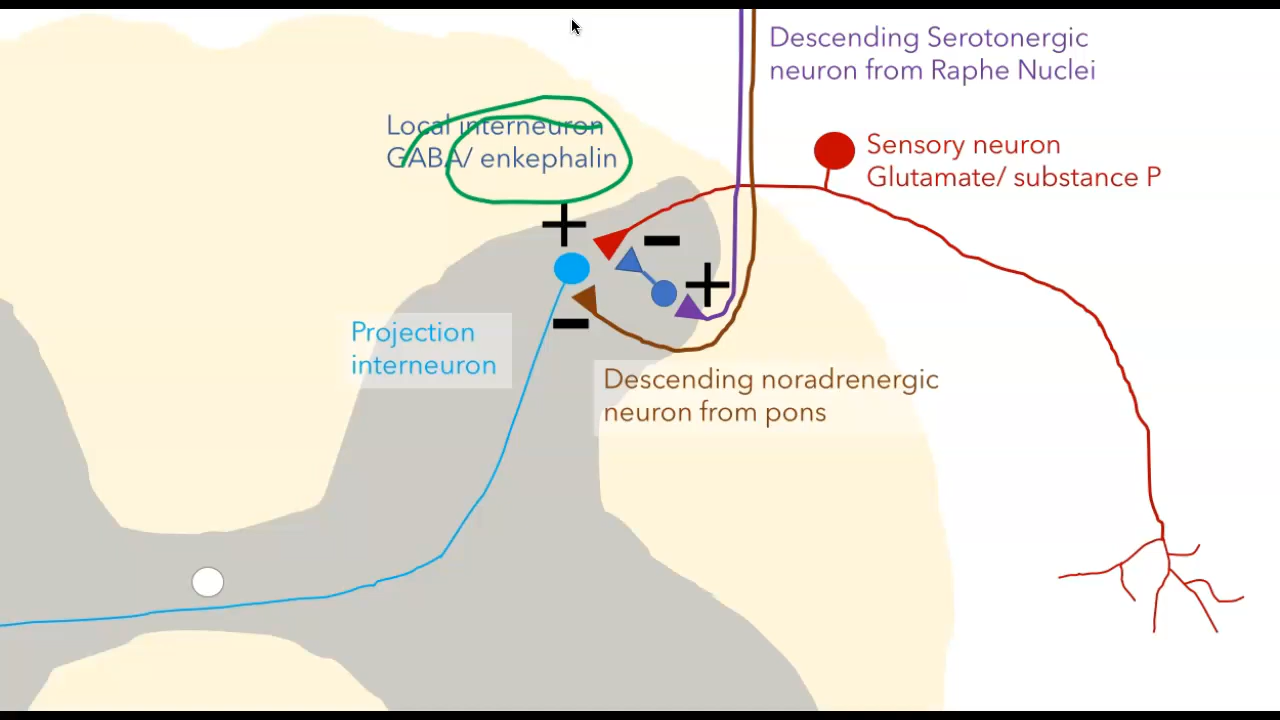 Descending Serotonergic
neuron from Raphe Nuclei
Local interneuron
GABA/ enkephalin
Sensory neuron
Glutamate/ substance P
+
−
+
Projection
interneuron
−
Descending noradrenergic
neuron from pons